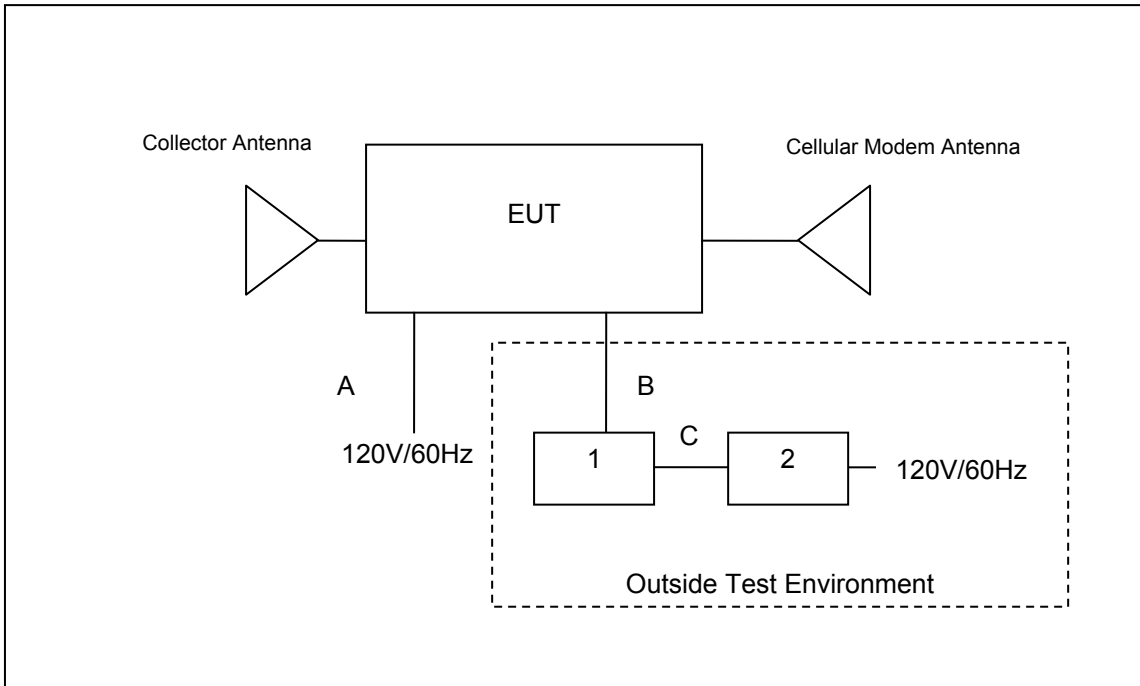 Collector Antenna
Cellular Modem Antenna
EUT
A
B
120V/60Hz
C
1
2
120V/60Hz
Outside Test Environment